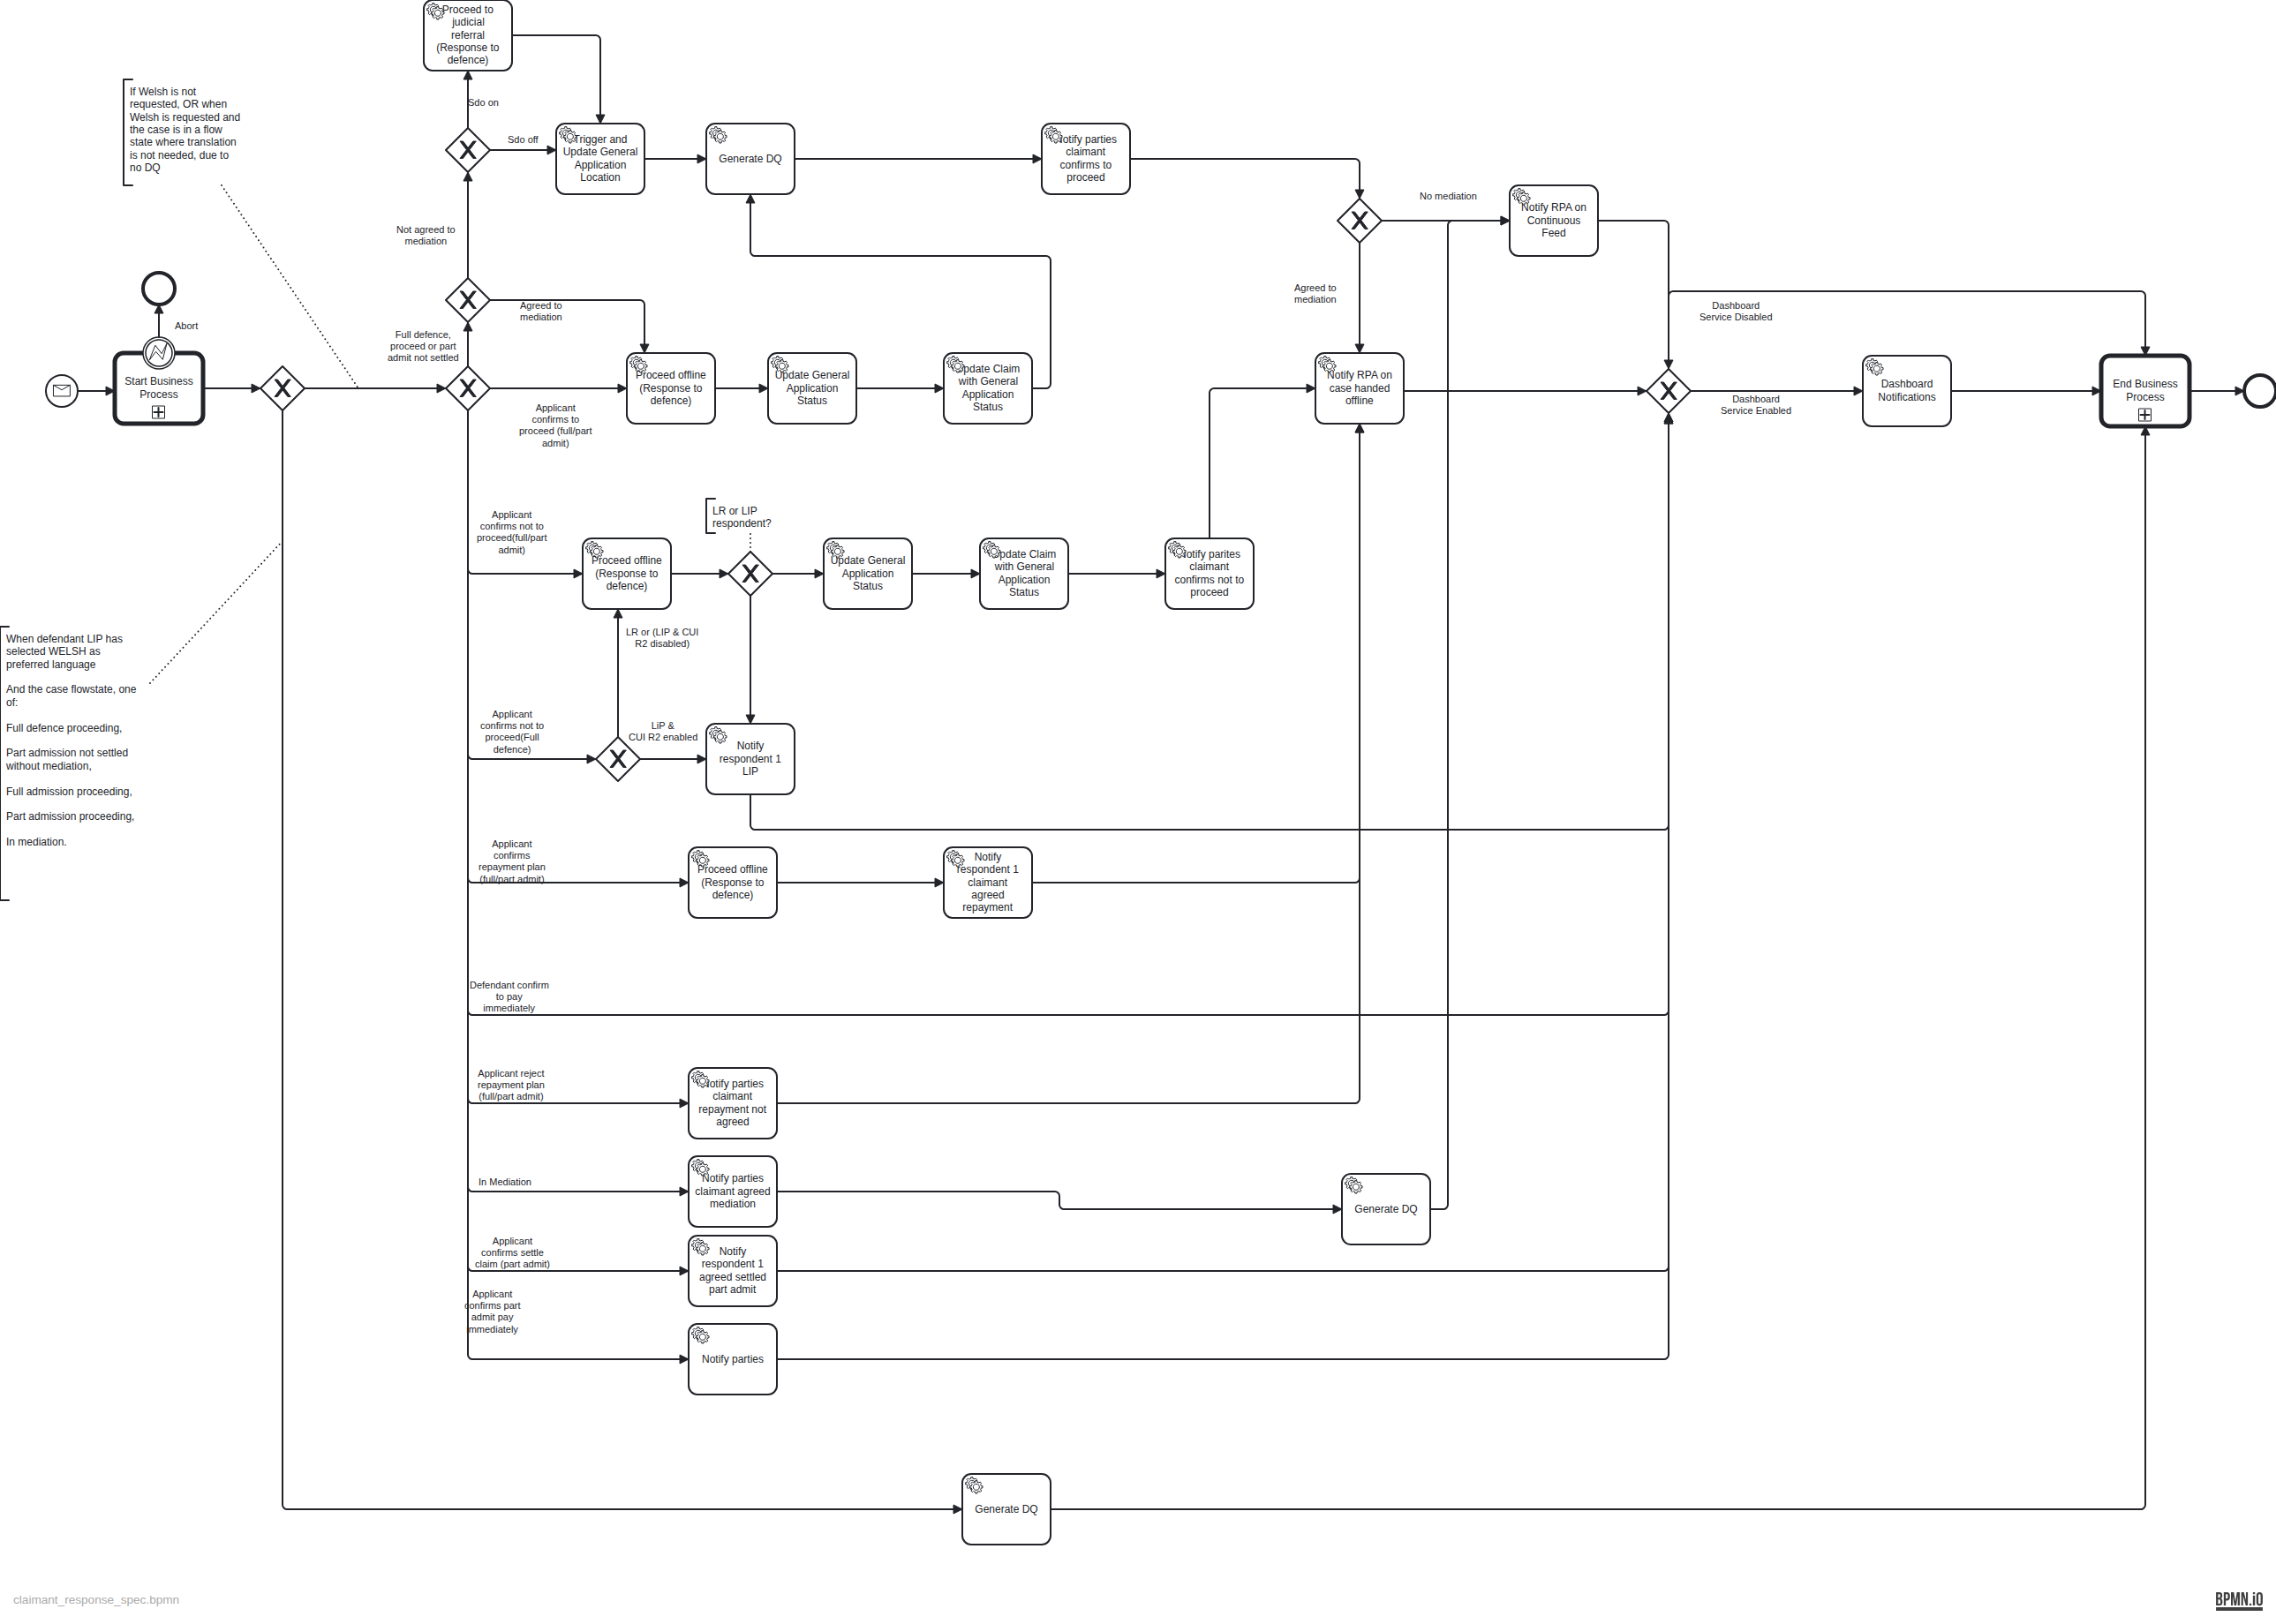 Proceed to
judicial
referral
(Response to
defence)
If Welsh is not
requested, OR when
Welsh is requested and
the case is in a flow
state where translation
is not needed, due to
no DQ
Sdo on
Sdo off
Trigger and
Update General
Application
Location
Generate DQ
Notify parties
claimant
confirms to
proceed
No mediation
Notify RPA on
Continuous
Feed
Not agreed to
mediation
Agreed to
mediation
Agreed to
mediation
Dashboard
Service Disabled
Abort
Full defence,
proceed or part
admit not settled
Start Business
Process
Proceed offline
(Response to
defence)
Update General
Application
Status
Update Claim
with General
Application
Status
Notify RPA on
case handed
offline
Dashboard
Service Enabled
Dashboard
Notifications
End Business
Process
Applicant
confirms to
proceed (full/part
admit)
Applicant
confirms not to
proceed(full/part
admit)
LR or LIP
respondent?
Proceed offline
(Response to
defence)
Update General
Application
Status
Update Claim
with General
Application
Status
Notify parites
claimant
confirms not to
proceed
LR or (LIP & CUI
R2 disabled)
When defendant LIP has
selected WELSH as
preferred language
And the case flowstate, one
of:
Full defence proceeding,
Part admission not settled
without mediation,
Full admission proceeding,
Part admission proceeding,
In mediation.
Applicant
confirms not to
proceed(Full
defence)
LiP &
CUI R2 enabled
Notify
respondent 1
LIP
Applicant
confirms
repayment plan
(full/part admit)
Proceed offline
(Response to
defence)
Notify
respondent 1
claimant
agreed
repayment
Defendant confirm
to pay
immediately
Applicant reject
repayment plan
(full/part admit)
Notify parties
claimant
repayment not
agreed
In Mediation
Notify parties
claimant agreed
mediation
Generate DQ
Applicant
confirms settle
claim (part admit)
Notify
respondent 1
agreed settled
part admit
Applicant
confirms part
admit pay
immediately
Notify parties
Generate DQ
claimant_response_spec.bpmn
BPMN.iO